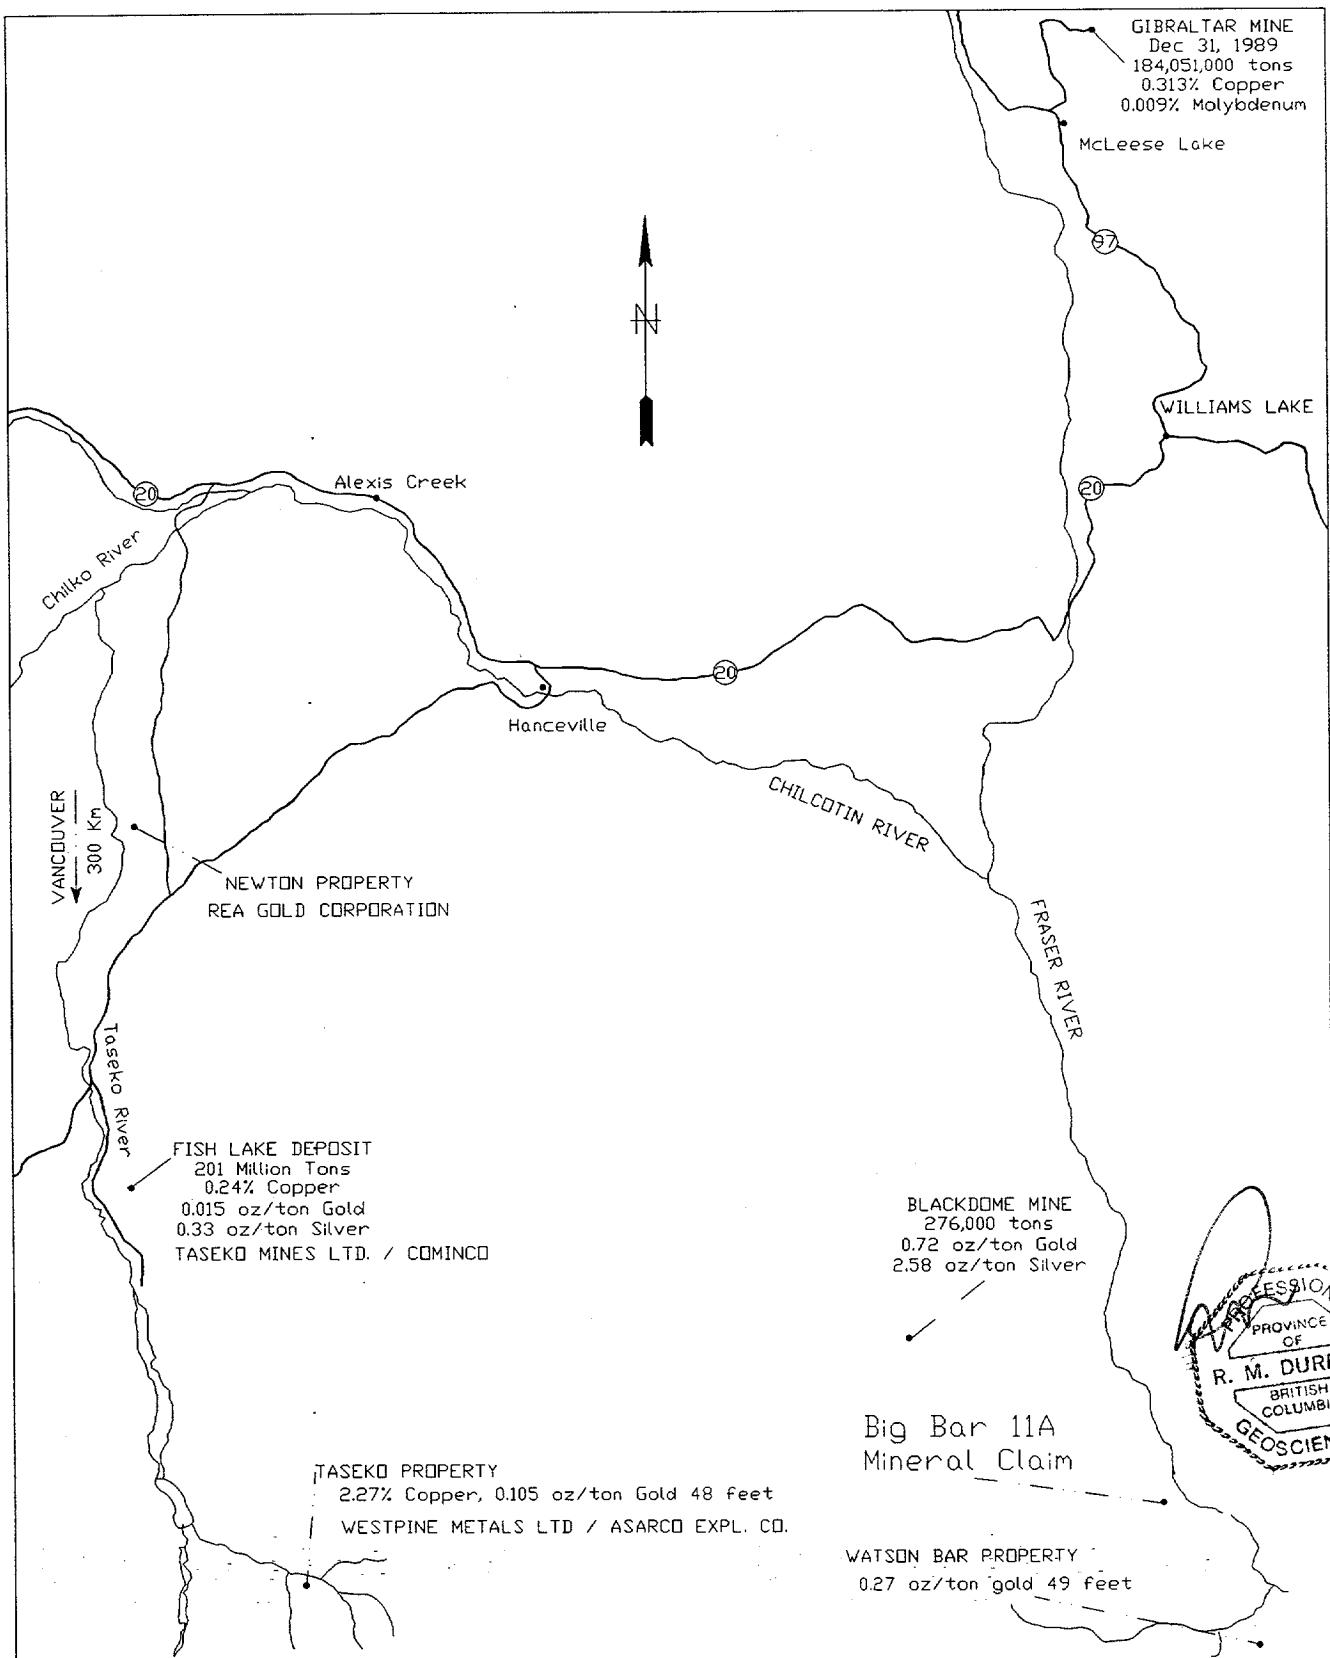 GIBRALTAR MINE
Dec 31, 1989
184,051,000 tons
0.313% Copper
0.009% Molybdenum
McLeese Lake
97
N
WILLIAMS LAKE
20
Alexis Creek
20
Chilko River
20
Hanceville
CHILCOTIN RIVER
VANCOUVER
300 Km
NEWTON PROPERTY
REA GOLD CORPORATION
FRASER RIVER
Taseko River
FISH LAKE DEPOSIT
201 Million Tons
0.24% Copper
0.015 oz/ton Gold
0.33 oz/ton Silver
TASEKO MINES LTD. / COMINCO
BLACKDOME MINE
276,000 tons
0.72 oz/ton Gold
2.58 oz/ton Silver
PROVINCE
OF
R. M.
BRITISH
Big Bar 11A
Mineral Claim
TASEKO PROPERTY
2.27% Copper, 0.105 oz/ton Gold 48 feet
WESTPINE METALS LTD / ASARCO EXPL. CO.
WATSON BAR PROPERTY
0.27 oz/ton gold 49 feet